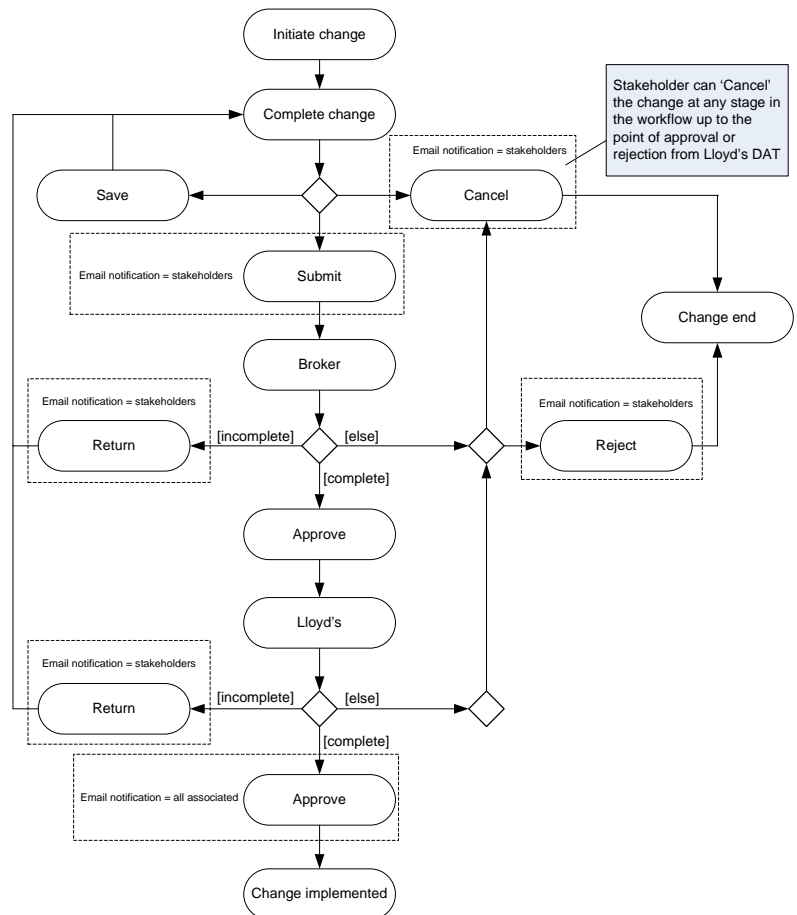 Initiate change
Complete change
Stakeholder can ‘Cancel’
the change at any stage in
the workflow up to the
point of approval or
rejection from Lloyd’s DAT
Email notification = stakeholders
Save
Cancel
Email notification = stakeholders
Submit
Change end
Broker
Email notification = stakeholders
Email notification = stakeholders
Return
[incomplete]
[else]
Reject
[complete]
Approve
Lloyd’s
Email notification = stakeholders
Return
[incomplete]
[else]
[complete]
Email notification = all associated
Approve
Change implemented